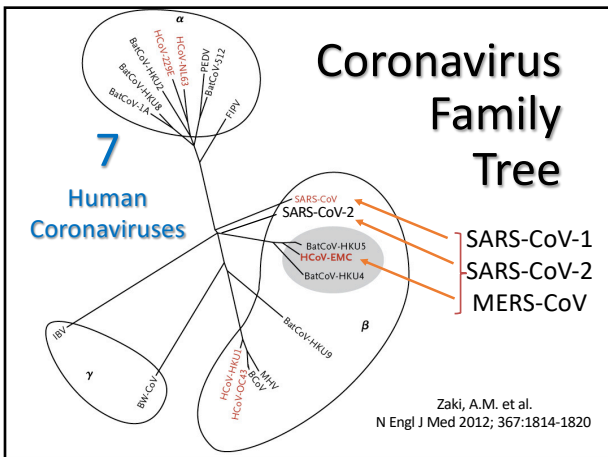 Coronavirus
Family
Tree
7
Human
Coronaviruses
α
BatCoV-1A
BatCoV-HKU8
BatCoV-HKU2
HCoV-229E
HCoV-NL63
PEDV
BatCoV-512
FIPV
SARS-CoV
SARS-CoV-2
BatCoV-HKU5
HCoV-EMC
BatCoV-HKU4
SARS-CoV-1
SARS-CoV-2
MERS-CoV
β
BatCoV-HKU9
MHV
BCoV
HCoV-OC43
HCoV-HKU1
IBV
γ
BW-CoV
Zaki, A.M. et al.
N Engl J Med 2012; 367:1814-1820